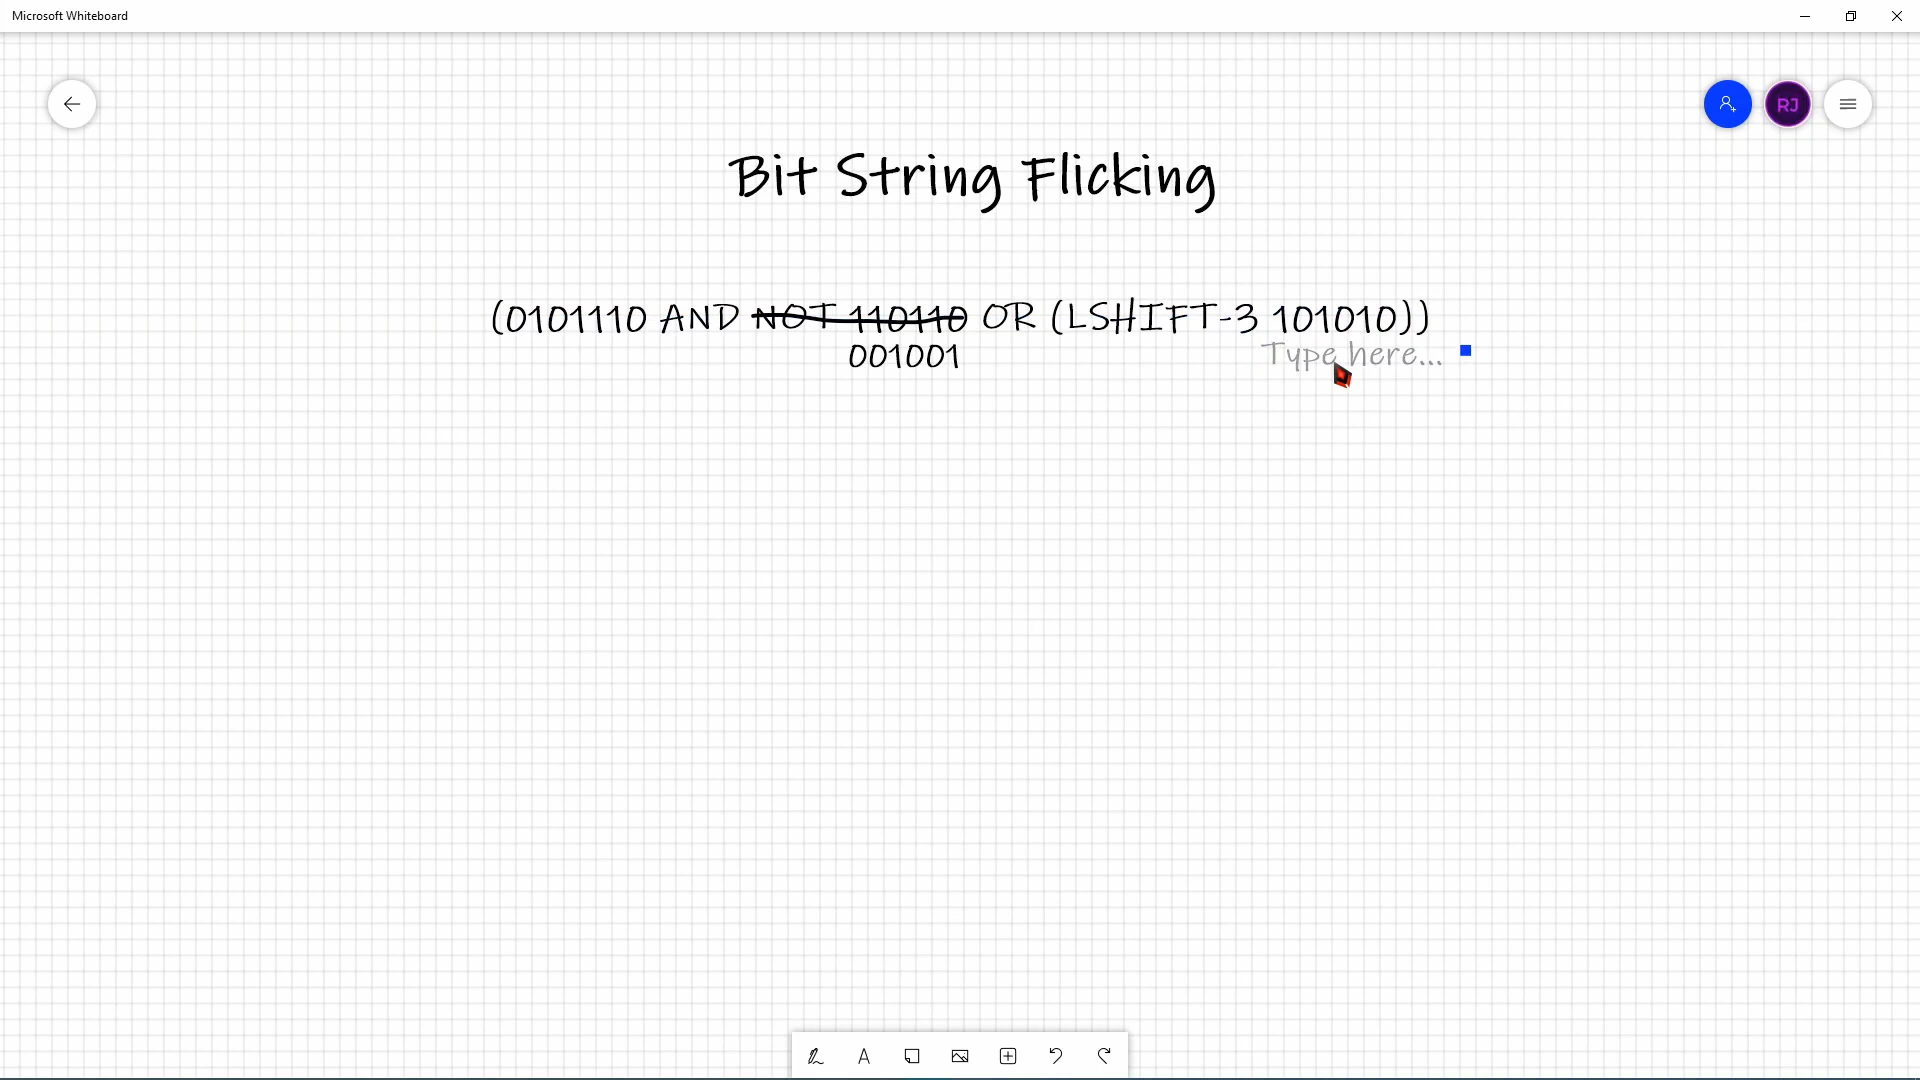 Microsoft Whiteboard
RJ
Bit String Flicking
(0101110 AND NOT 110110 OR (LSHIFT-3 101010))
001001
Type here...